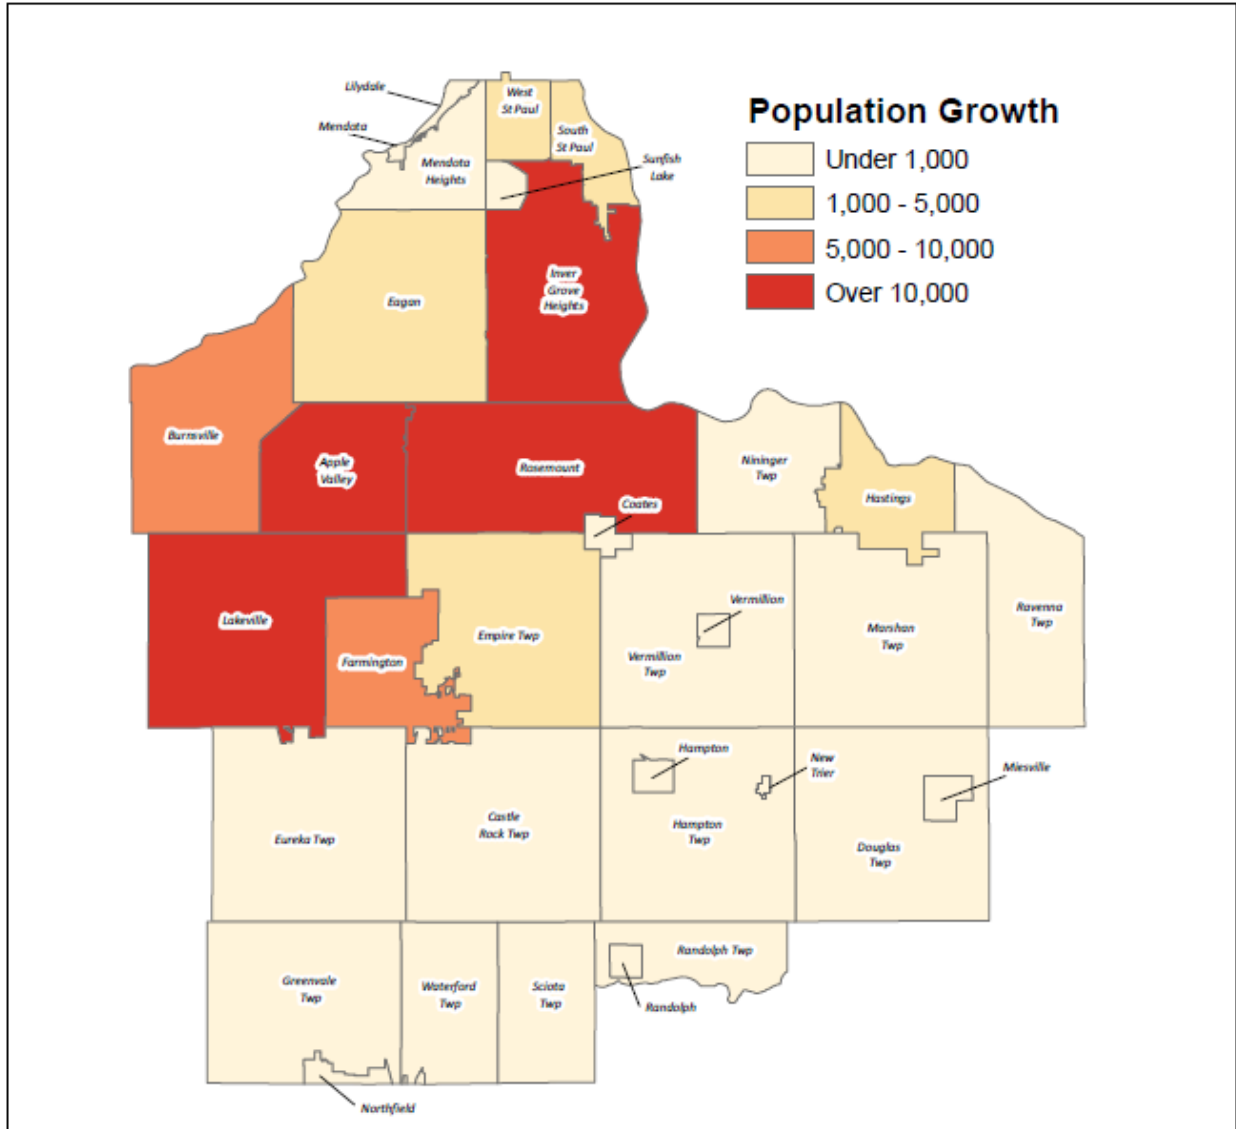 Population Growth
Under 1,000
1,000 - 5,000
5,000 - 10,000
Over 10,000
Lilydale
Mendota
Mendota
Heights
West
St Paul
South
St Paul
Sunfish
Lake
Eagan
Inver
Grove
Heights
Burnsville
Apple
Valley
Rosemount
Coates
Nininger
Twp
Hastings
Lakeville
Farmington
Empire Twp
Vermillion
Vermillion
Twp
Marshan
Twp
Ravenna
Twp
Eureka Twp
Castle
Rock Twp
Hampton
Hampton
Twp
New
Trier
Miesville
Douglas
Twp
Greenvale
Twp
Waterford
Twp
Sciota
Twp
Randolph Twp
Randolph
Northfield